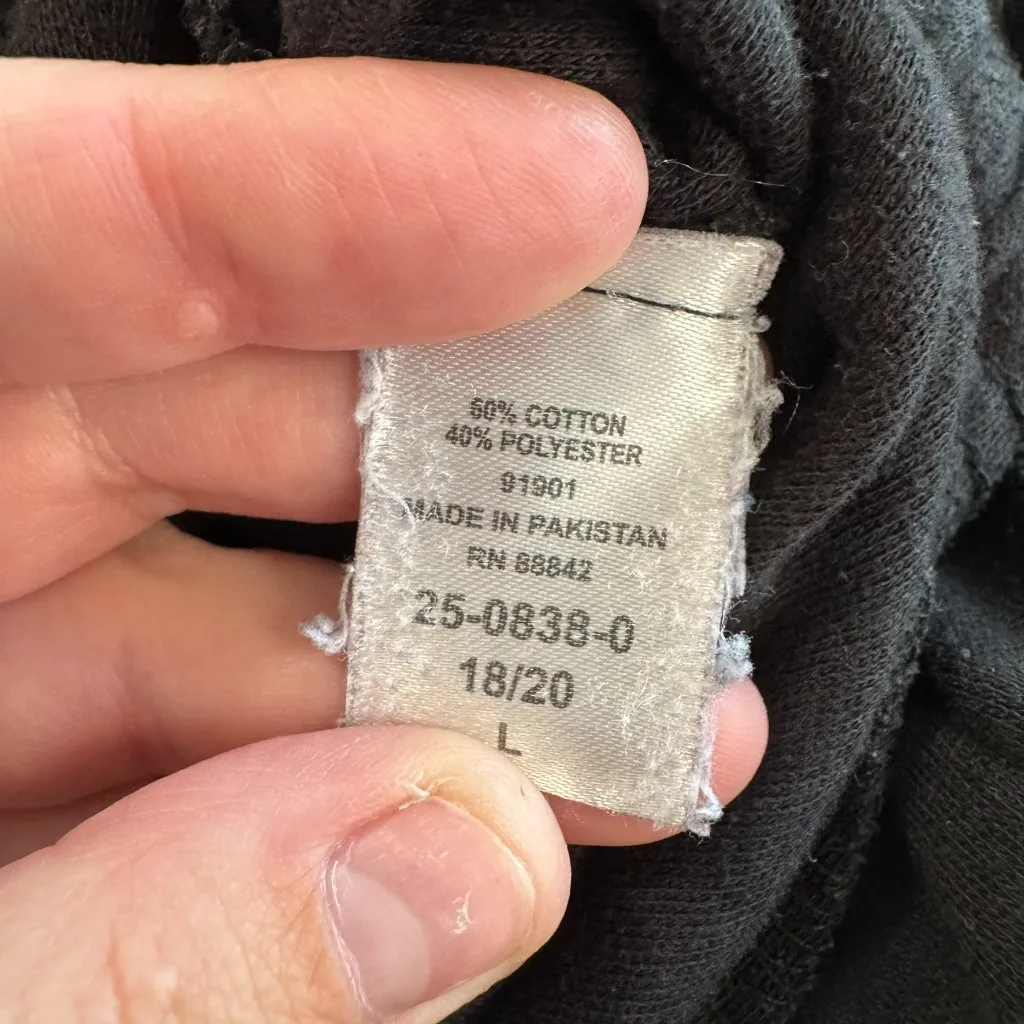 60% COTTON
40% POLYESTER
91901
MADE IN PAKISTAN
RN 88842
25-0838-0
18/20
L